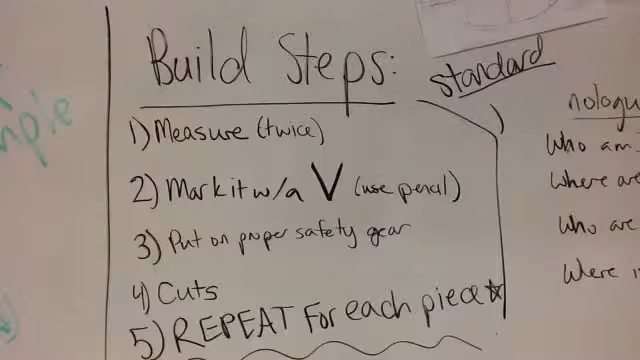 Build Steps:
standard
1) Measure (twice)
2) Mark it w/a V (use pencil)
3) Put on proper safety gear
4) Cuts
5) REPEAT for each piece☆
Who am
Where are
Who are
Where